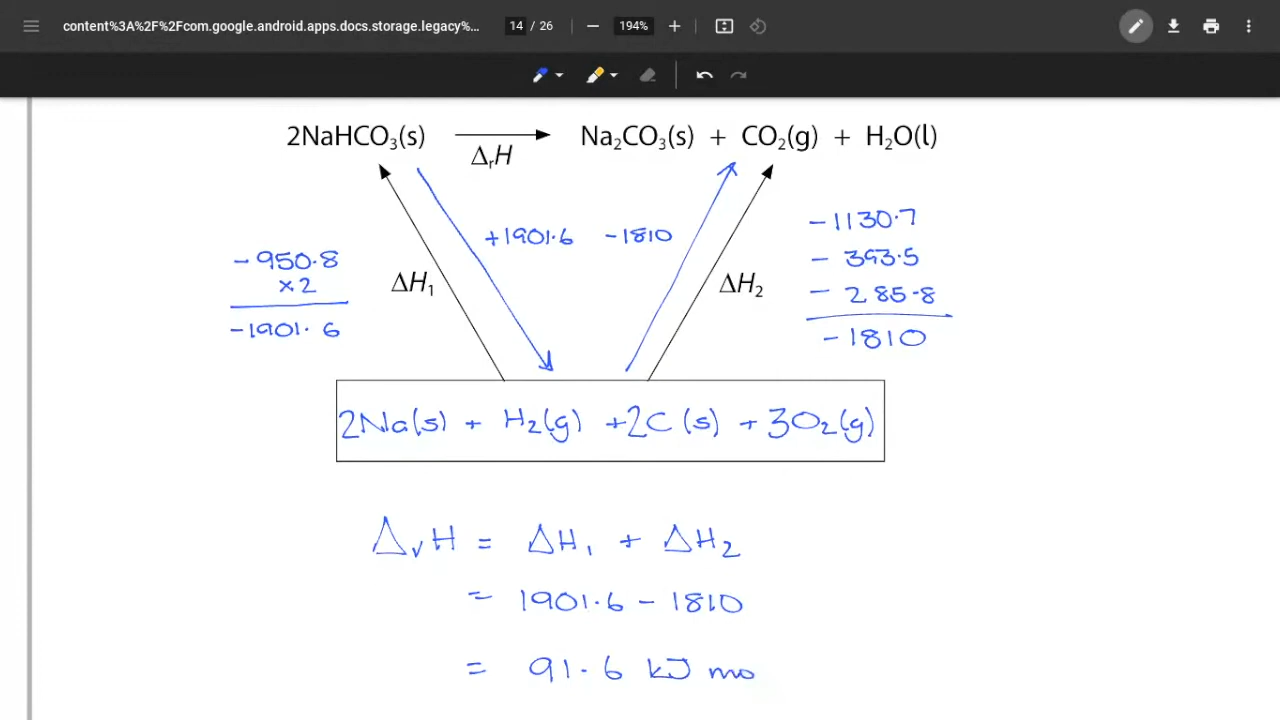 content%3A%2F%2Fcom.google.android.apps.docs.storage.legacy%... 14 / 26 194%
2NaHCO₃(s) ΔᵣH Na₂CO₃(s) + CO₂(g) + H₂O(l)
-950.8
×2
-1901.6
ΔH₁
+1901.6
-1810
ΔH₂
-1130.7
- 393.5
- 285.8
-1810
2Na(s) + H₂(g) +2C (s) + 3O₂(g)
ΔᵣH = ΔH₁ + ΔH₂
= 1901.6 - 1810
= 91.6 kJ mo